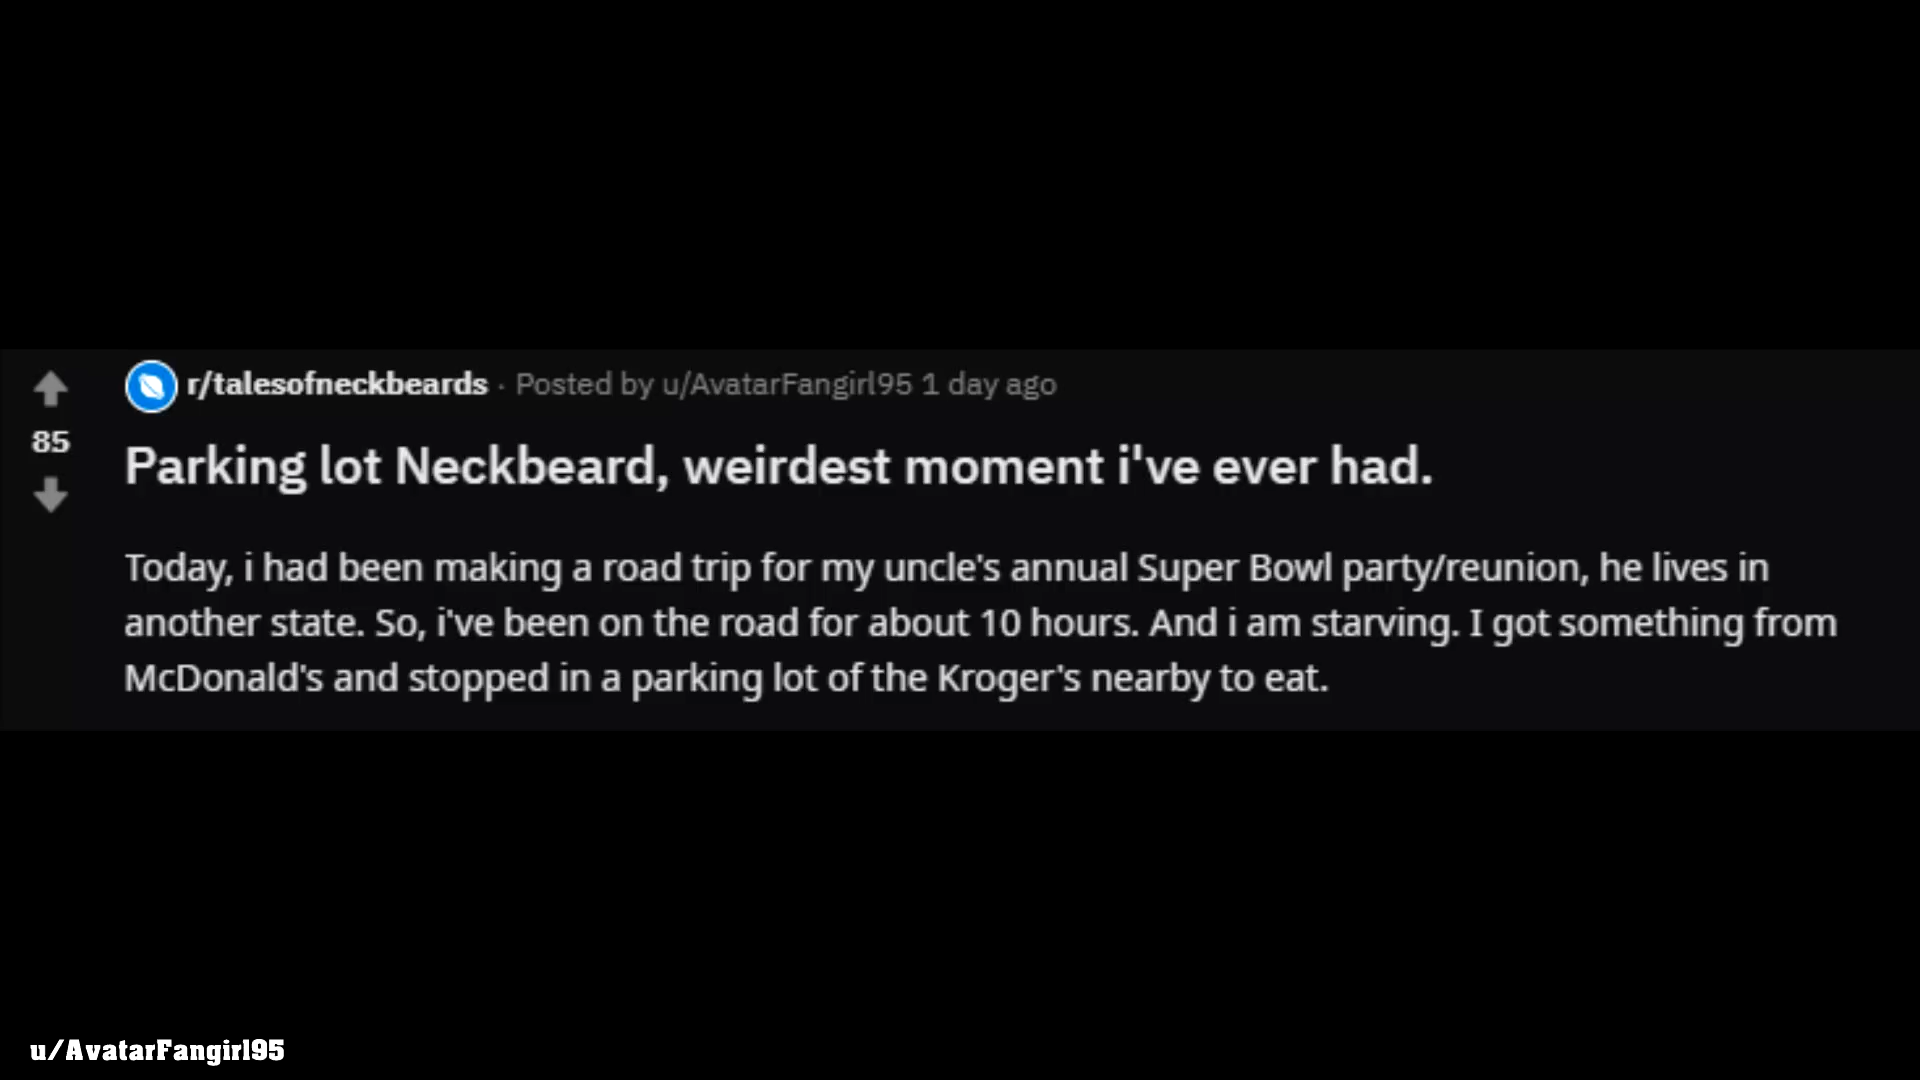 r/talesofneckbeards · Posted by u/AvatarFangirl95 1 day ago
85
Parking lot Neckbeard, weirdest moment i've ever had.
Today, i had been making a road trip for my uncle's annual Super Bowl party/reunion, he lives in
another state. So, i've been on the road for about 10 hours. And i am starving. I got something from
McDonald's and stopped in a parking lot of the Kroger's nearby to eat.
u/AvatarFangirl95